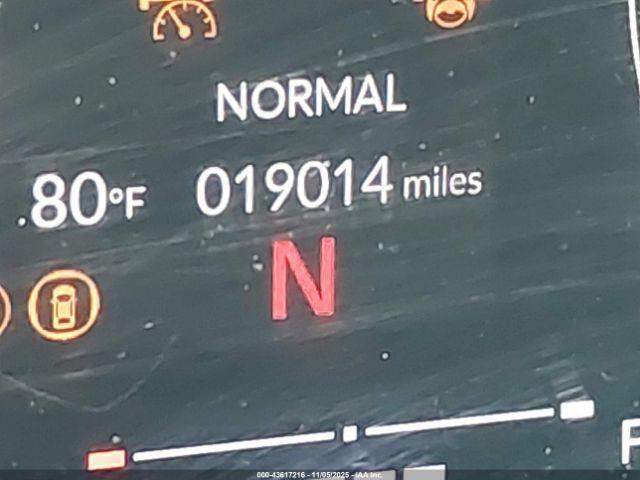 NORMAL
80°F 019014 miles
N
F
000-43617216 - 11/05/2025 - IAA Inc.